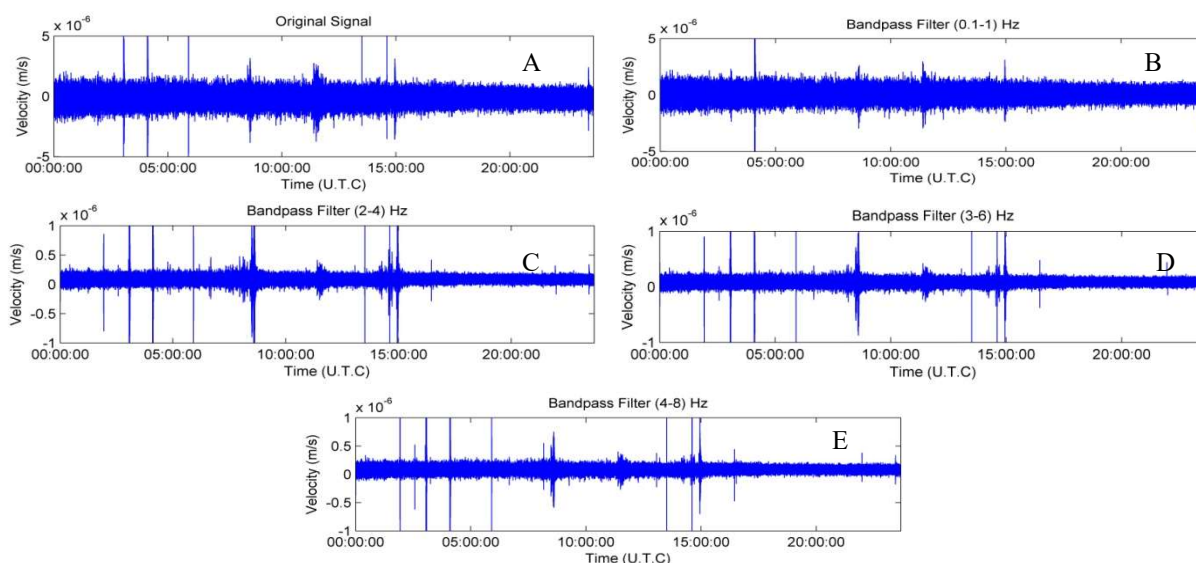 Original Signal
x 10-6
A
5
0
-5
Velocity (m/s)
00:00:00 05:00:00 10:00:00 15:00:00 20:00:00
Time (U.T.C)
Bandpass Filter (0.1-1) Hz
x 10-6
B
5
0
-5
Velocity (m/s)
00:00:00 05:00:00 10:00:00 15:00:00 20:00:00
Time (U.T.C)
Bandpass Filter (2-4) Hz
x 10-6
C
1
0.5
0
-0.5
-1
Velocity (m/s)
00:00:00 05:00:00 10:00:00 15:00:00 20:00:00
Time (U.T.C)
Bandpass Filter (3-6) Hz
x 10-6
D
1
0.5
0
-0.5
-1
Velocity (m/s)
00:00:00 05:00:00 10:00:00 15:00:00 20:00:00
Time (U.T.C)
Bandpass Filter (4-8) Hz
x 10-6
E
1
0.5
0
-0.5
-1
Velocity (m/s)
00:00:00 05:00:00 10:00:00 15:00:00 20:00:00
Time (U.T.C)